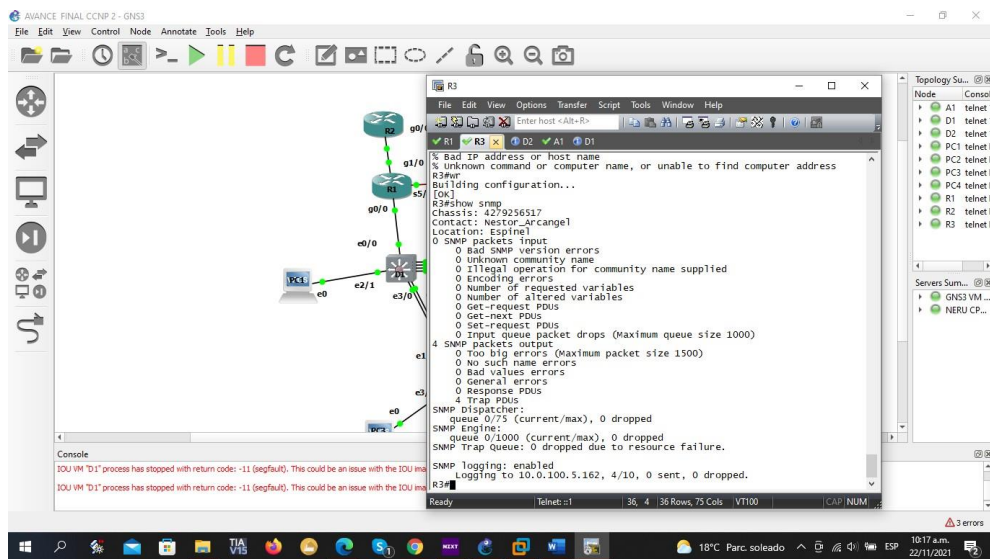 AVANCE FINAL CCNP 2 - GNS3
File Edit View Control Node Annotate Tools Help
R2
g0/
g1/0
R1
s5/
g0/0
e0/0
PC4
e0
e2/1
D1
e3/0
e1
e3/
e0
PC3
R3
File Edit View Options Transfer Script Tools Window Help
Enter host <Alt+R>
R1 R3 D2 A1 D1
% Bad IP address or host name
% Unknown command or computer name, or unable to find computer address
R3#wr
Building configuration...
[OK]
R3#show snmp
Chassis: 4279256517
Contact: Nestor_Arcangel
Location: Espinel
0 SNMP packets input
0 Bad SNMP version errors
0 Unknown community name
0 Illegal operation for community name supplied
0 Encoding errors
0 Number of requested variables
0 Number of altered variables
0 Get-request PDUs
0 Get-next PDUs
0 Set-request PDUs
0 Input queue packet drops (Maximum queue size 1000)
4 SNMP packets output
0 Too big errors (Maximum packet size 1500)
0 No such name errors
0 Bad values errors
0 General errors
0 Response PDUs
4 Trap PDUs
SNMP Dispatcher:
queue 0/75 (current/max), 0 dropped
SNMP Engine:
queue 0/1000 (current/max), 0 dropped
SNMP Trap Queue: 0 dropped due to resource failure.
SNMP logging: enabled
Logging to 10.0.100.5.162, 4/10, 0 sent, 0 dropped.
R3#
Ready Telnet: ::1 36, 4 36 Rows, 75 Cols VT100 CAP NUM
Topology Su...
Node Consol
A1 telnet
D1 telnet
D2 telnet
PC1 telnet
PC2 telnet
PC3 telnet
PC4 telnet
R1 telnet
R2 telnet
R3 telnet
Servers Sum...
GNS3 VM ...
NERU CP...
Console
IOU VM "D1" process has stopped with return code: -11 (segfault). This could be an issue with the IOU ima
IOU VM "D1" process has stopped with return code: -11 (segfault). This could be an issue with the IOU ima
3 errors
TIA V15
NEXT
18°C Parc. soleado
ESP
10:17 a.m.
22/11/2021
2